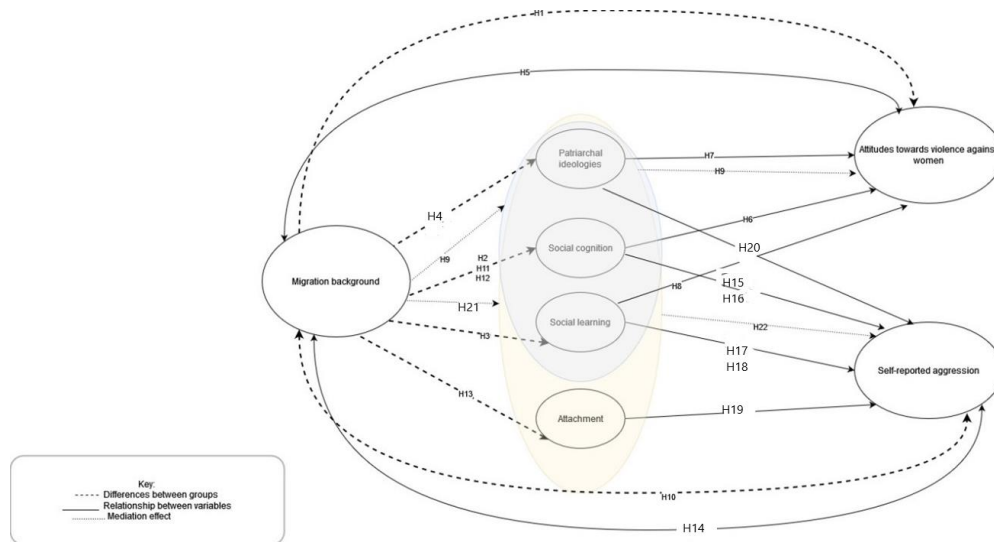 H1
H5
Attitudes towards violence against
women
Patriarchal
ideologies
H7
H9
H4
H6
Social cognition
H20
H2
H11
H12
H9
Migration background
H15
H16
H8
H21
Social learning
H22
H3
H17
H18
Self-reported aggression
H13
Attachment
H19
Key:
Differences between groups
Relationship between variables
Mediation effect
H10
H14